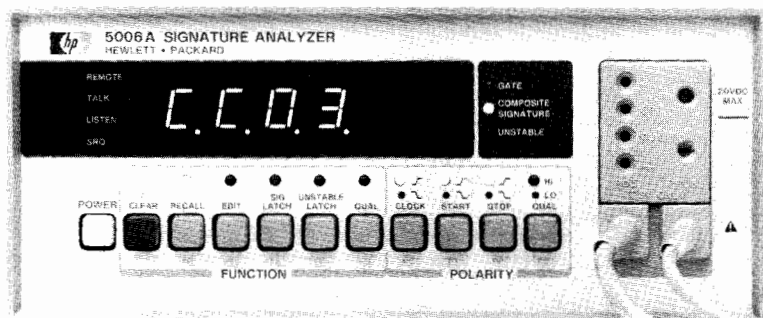 hp
5006A SIGNATURE ANALYZER
HEWLETT • PACKARD
REMOTE
TALK
LISTEN
SRQ
C.C.0.3.
GATE
COMPOSITE
SIGNATURE
UNSTABLE
20VDC
MAX
POWER
CLEAR
RECALL
EDIT
SIG
LATCH
UNSTABLE
LATCH
QUAL
CLOCK
START
STOP
HI
LO
QUAL
FUNCTION
POLARITY